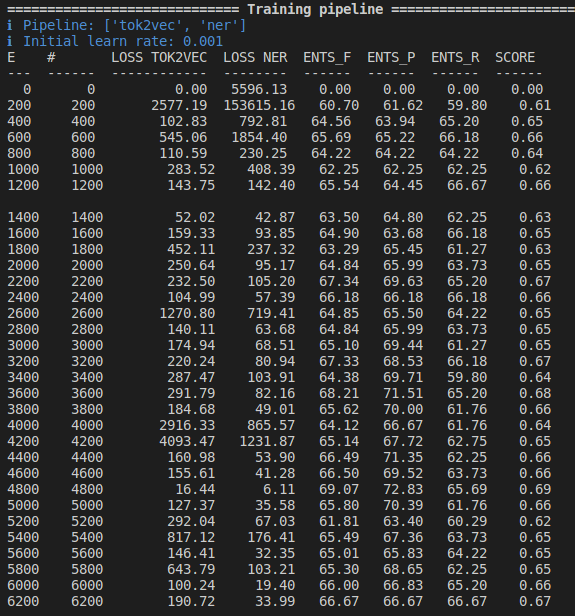 ============================= Training pipeline =============================
ℹ Pipeline: ['tok2vec', 'ner']
ℹ Initial learn rate: 0.001
E    #       LOSS TOK2VEC  LOSS NER  ENTS_F  ENTS_P  ENTS_R  SCORE
---  ------  ------------  --------  ------  ------  ------  ------
0 0 0.00 5596.13 0.00 0.00 0.00 0.00
200 200 2577.19 153615.16 60.70 61.62 59.80 0.61
400 400 102.83 792.81 64.56 63.94 65.20 0.65
600 600 545.06 1854.40 65.69 65.22 66.18 0.66
800 800 110.59 230.25 64.22 64.22 64.22 0.64
1000 1000 283.52 408.39 62.25 62.25 62.25 0.62
1200 1200 143.75 142.40 65.54 64.45 66.67 0.66
1400 1400 52.02 42.87 63.50 64.80 62.25 0.63
1600 1600 159.33 93.85 64.90 63.68 66.18 0.65
1800 1800 452.11 237.32 63.29 65.45 61.27 0.63
2000 2000 250.64 95.17 64.84 65.99 63.73 0.65
2200 2200 232.50 105.20 67.34 69.63 65.20 0.67
2400 2400 104.99 57.39 66.18 66.18 66.18 0.66
2600 2600 1270.80 719.41 64.85 65.50 64.22 0.65
2800 2800 140.11 63.68 64.84 65.99 63.73 0.65
3000 3000 174.94 68.51 65.10 69.44 61.27 0.65
3200 3200 220.24 80.94 67.33 68.53 66.18 0.67
3400 3400 287.47 103.91 64.38 69.71 59.80 0.64
3600 3600 291.79 82.16 68.21 71.51 65.20 0.68
3800 3800 184.68 49.01 65.62 70.00 61.76 0.66
4000 4000 2916.33 865.57 64.12 66.67 61.76 0.64
4200 4200 4093.47 1231.87 65.14 67.72 62.75 0.65
4400 4400 160.98 53.90 66.49 71.35 62.25 0.66
4600 4600 155.61 41.28 66.50 69.52 63.73 0.66
4800 4800 16.44 6.11 69.07 72.83 65.69 0.69
5000 5000 127.37 35.58 65.80 70.39 61.76 0.66
5200 5200 292.04 67.03 61.81 63.40 60.29 0.62
5400 5400 817.12 176.41 65.49 67.36 63.73 0.65
5600 5600 146.41 32.35 65.01 65.83 64.22 0.65
5800 5800 643.79 103.21 65.30 68.65 62.25 0.65
6000 6000 100.24 19.40 66.00 66.83 65.20 0.66
6200 6200 190.72 33.99 66.67 66.67 66.67 0.67